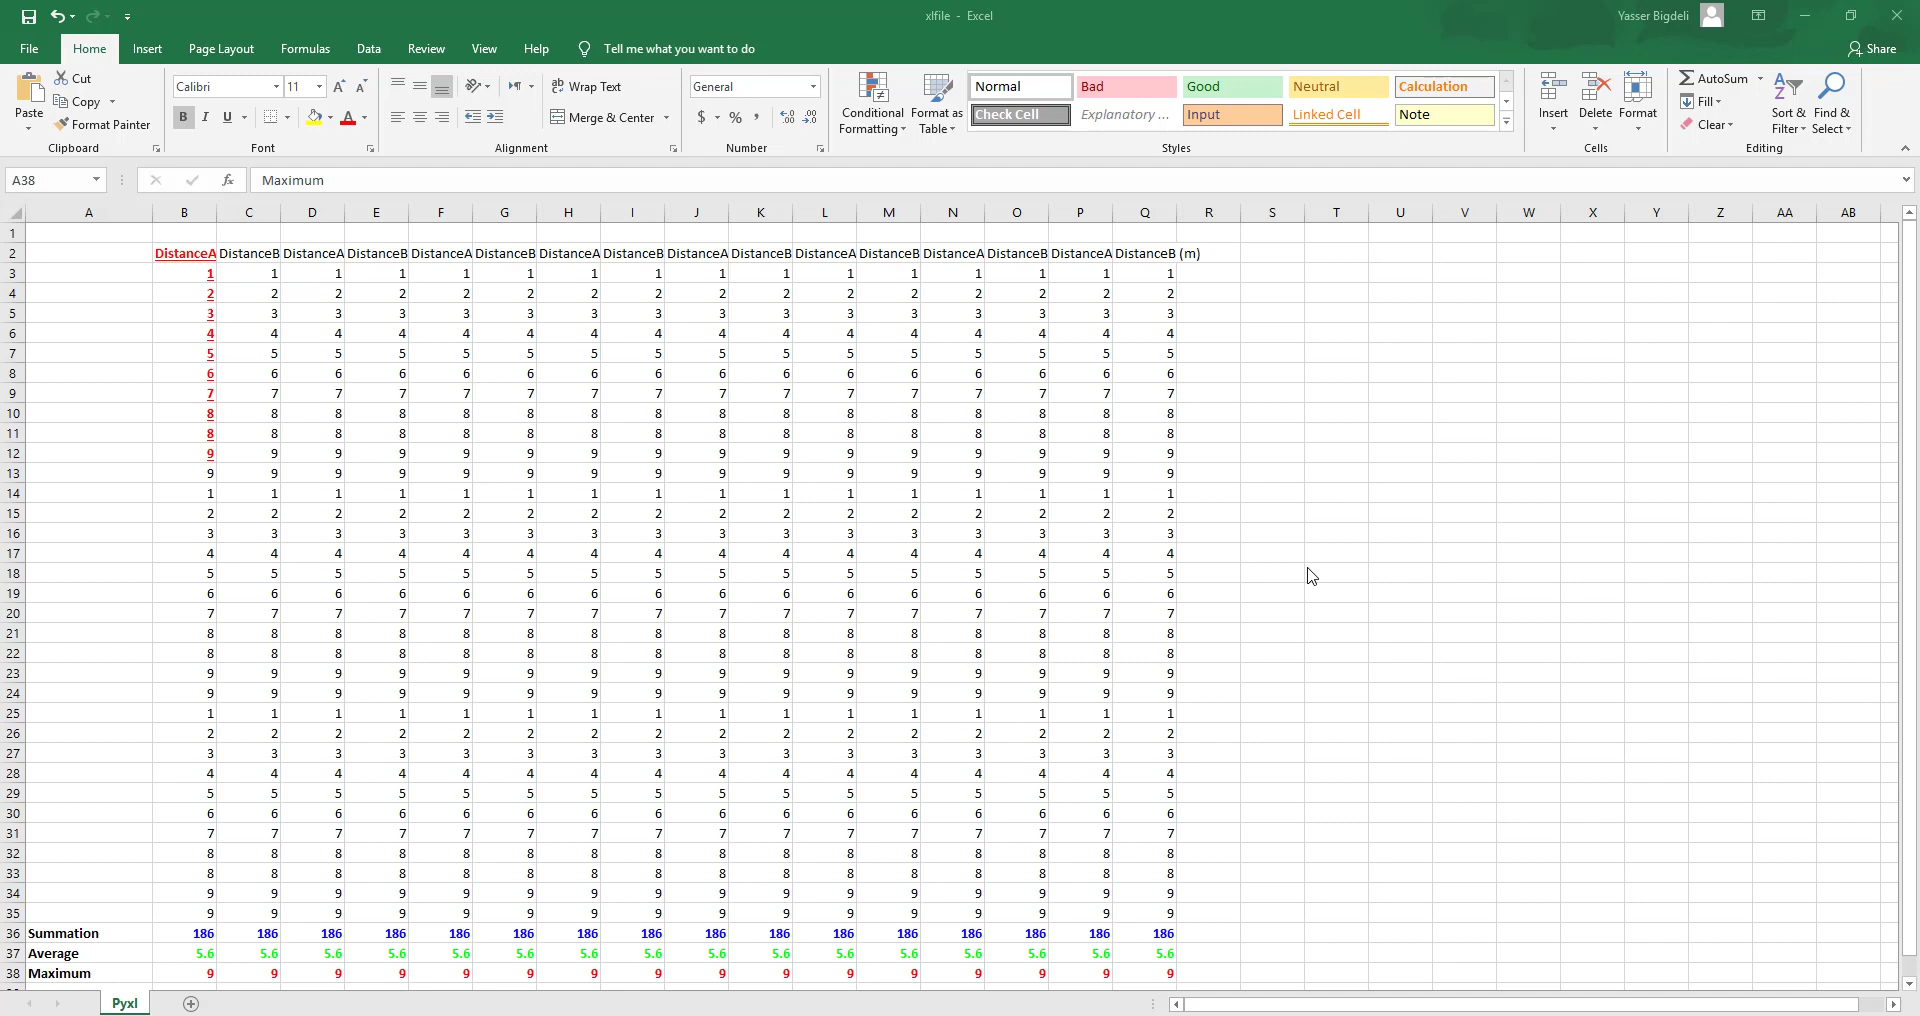 xlfile - Excel
Yasser Bigdeli
File Home Insert Page Layout Formulas Data Review View Help Tell me what you want to do Share
Paste
Cut
Copy
Format Painter
Clipboard
Calibri 11
B I U
Font
Wrap Text
Merge & Center
Alignment
General
$ % ,
Number
Conditional Formatting
Format as Table
Normal Bad Good Neutral Calculation
Check Cell Explanatory ... Input Linked Cell Note
Styles
Insert Delete Format
Cells
AutoSum
Fill
Clear
Sort & Filter
Find & Select
Editing
A38 fx Maximum
A B C D E F G H I J K L M N O P Q R S T U V W X Y Z AA AB
1
2 DistanceA DistanceB DistanceA DistanceB DistanceA DistanceB DistanceA DistanceB DistanceA DistanceB DistanceA DistanceB DistanceA DistanceB DistanceA DistanceB (m)
3 1 1 1 1 1 1 1 1 1 1 1 1 1 1 1 1
4 2 2 2 2 2 2 2 2 2 2 2 2 2 2 2 2
5 3 3 3 3 3 3 3 3 3 3 3 3 3 3 3 3
6 4 4 4 4 4 4 4 4 4 4 4 4 4 4 4 4
7 5 5 5 5 5 5 5 5 5 5 5 5 5 5 5 5
8 6 6 6 6 6 6 6 6 6 6 6 6 6 6 6 6
9 7 7 7 7 7 7 7 7 7 7 7 7 7 7 7 7
10 8 8 8 8 8 8 8 8 8 8 8 8 8 8 8 8
11 8 8 8 8 8 8 8 8 8 8 8 8 8 8 8 8
12 9 9 9 9 9 9 9 9 9 9 9 9 9 9 9 9
13 9 9 9 9 9 9 9 9 9 9 9 9 9 9 9 9
14 1 1 1 1 1 1 1 1 1 1 1 1 1 1 1 1
15 2 2 2 2 2 2 2 2 2 2 2 2 2 2 2 2
16 3 3 3 3 3 3 3 3 3 3 3 3 3 3 3 3
17 4 4 4 4 4 4 4 4 4 4 4 4 4 4 4 4
18 5 5 5 5 5 5 5 5 5 5 5 5 5 5 5 5
19 6 6 6 6 6 6 6 6 6 6 6 6 6 6 6 6
20 7 7 7 7 7 7 7 7 7 7 7 7 7 7 7 7
21 8 8 8 8 8 8 8 8 8 8 8 8 8 8 8 8
22 8 8 8 8 8 8 8 8 8 8 8 8 8 8 8 8
23 9 9 9 9 9 9 9 9 9 9 9 9 9 9 9 9
24 9 9 9 9 9 9 9 9 9 9 9 9 9 9 9 9
25 1 1 1 1 1 1 1 1 1 1 1 1 1 1 1 1
26 2 2 2 2 2 2 2 2 2 2 2 2 2 2 2 2
27 3 3 3 3 3 3 3 3 3 3 3 3 3 3 3 3
28 4 4 4 4 4 4 4 4 4 4 4 4 4 4 4 4
29 5 5 5 5 5 5 5 5 5 5 5 5 5 5 5 5
30 6 6 6 6 6 6 6 6 6 6 6 6 6 6 6 6
31 7 7 7 7 7 7 7 7 7 7 7 7 7 7 7 7
32 8 8 8 8 8 8 8 8 8 8 8 8 8 8 8 8
33 8 8 8 8 8 8 8 8 8 8 8 8 8 8 8 8
34 9 9 9 9 9 9 9 9 9 9 9 9 9 9 9 9
35 9 9 9 9 9 9 9 9 9 9 9 9 9 9 9 9
36 Summation 186 186 186 186 186 186 186 186 186 186 186 186 186 186 186 186
37 Average 5.6 5.6 5.6 5.6 5.6 5.6 5.6 5.6 5.6 5.6 5.6 5.6 5.6 5.6 5.6 5.6
38 Maximum 9 9 9 9 9 9 9 9 9 9 9 9 9 9 9 9
Pyxl